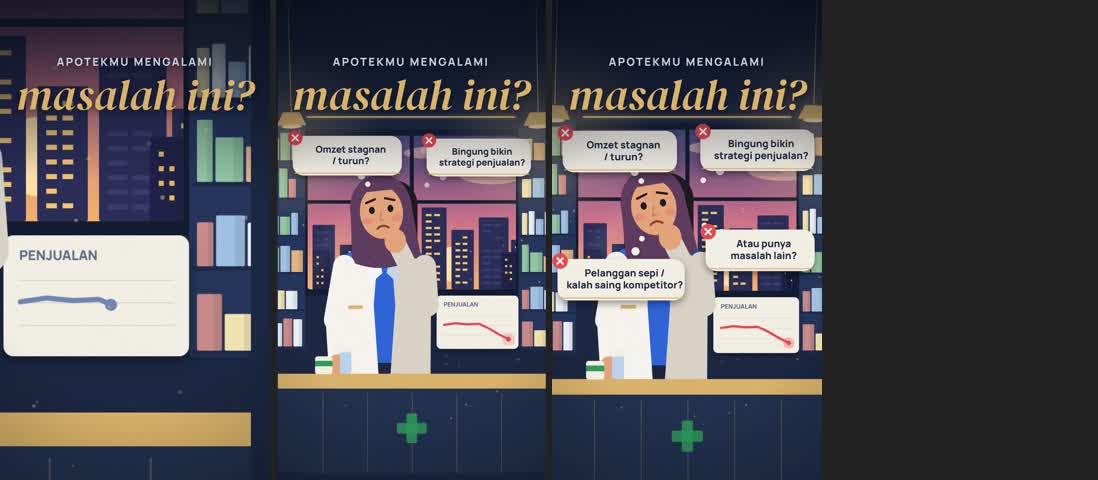 APOTEKMU MENGALAMI
masalah ini?
PENJUALAN
APOTEKMU MENGALAMI
masalah ini?
Omzet stagnan
/ turun?
Bingung bikin
strategi penjualan?
PENJUALAN
APOTEKMU MENGALAMI
masalah ini?
Omzet stagnan
/ turun?
Bingung bikin
strategi penjualan?
Atau punya
masalah lain?
Pelanggan sepi /
kalah saing kompetitor?
PENJUALAN